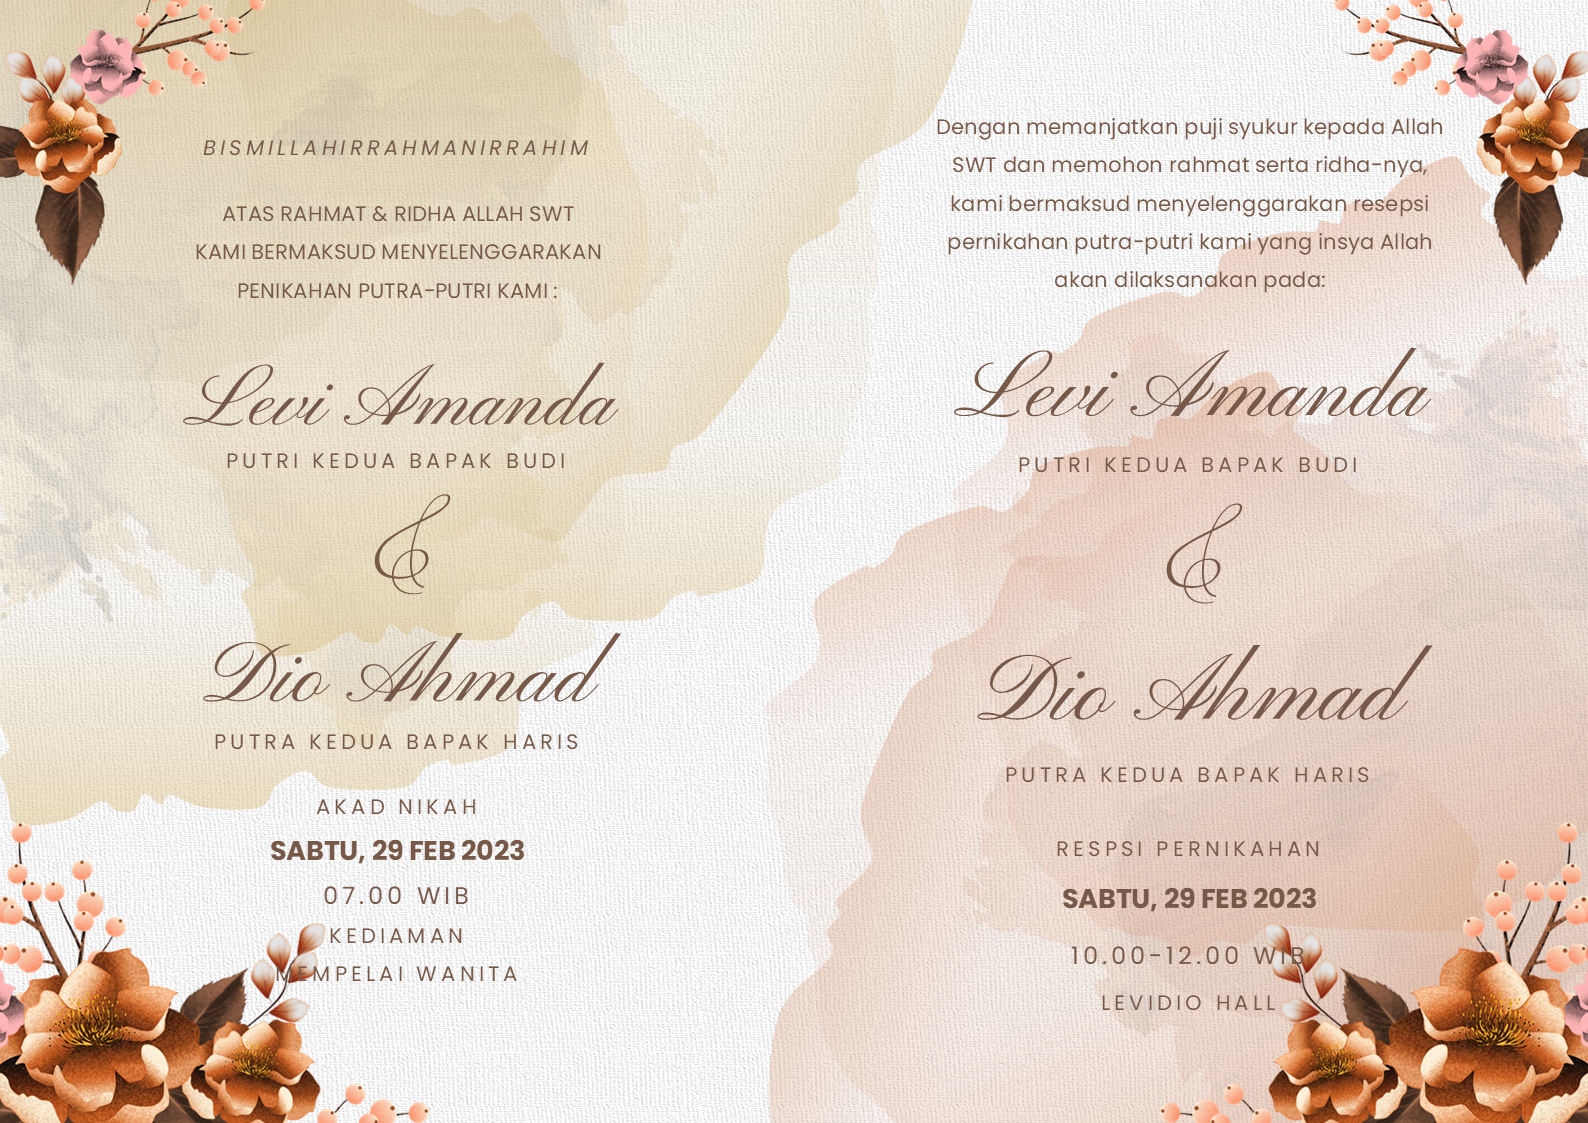 BISMILLAHIRRAHMANIRRAHIM
ATAS RAHMAT & RIDHA ALLAH SWT
KAMI BERMAKSUD MENYELENGGARAKAN
PENIKAHAN PUTRA-PUTRI KAMI :
Levi Amanda
PUTRI KEDUA BAPAK BUDI
&
Dio Ahmad
PUTRA KEDUA BAPAK HARIS
AKAD NIKAH
SABTU, 29 FEB 2023
07.00 WIB
KEDIAMAN
MEMPELAI WANITA
Dengan memanjatkan puji syukur kepada Allah
SWT dan memohon rahmat serta ridha-nya,
kami bermaksud menyelenggarakan resepsi
pernikahan putra-putri kami yang insya Allah
akan dilaksanakan pada:
Levi Amanda
PUTRI KEDUA BAPAK BUDI
&
Dio Ahmad
PUTRA KEDUA BAPAK HARIS
RESPSI PERNIKAHAN
SABTU, 29 FEB 2023
10.00-12.00 WIB
LEVIDIO HALL